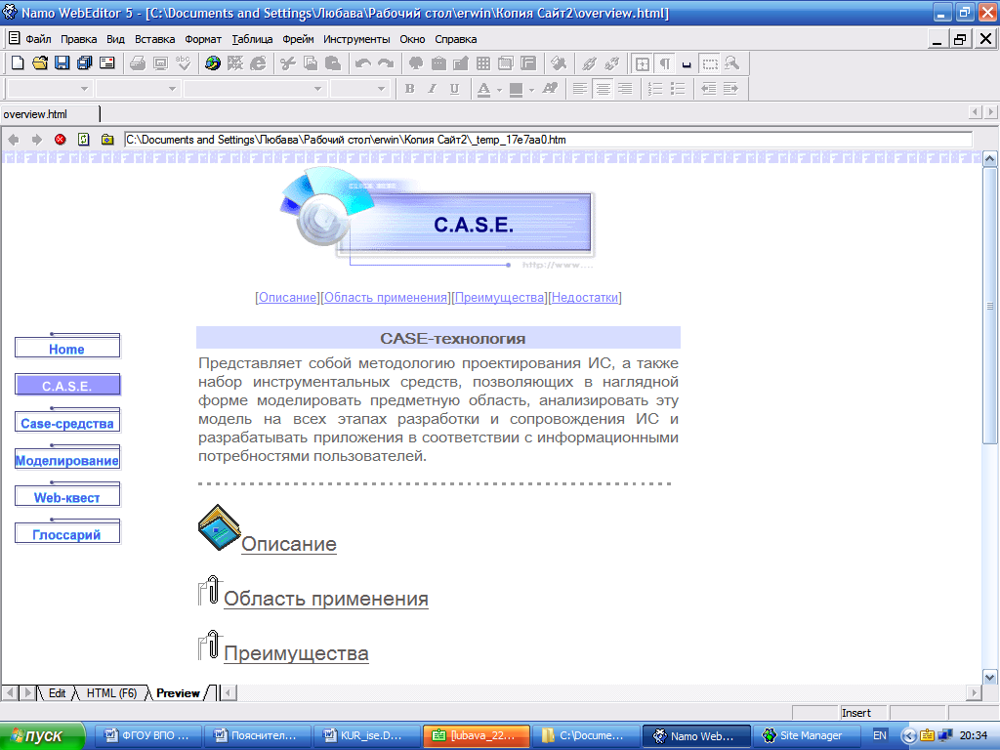 Namo WebEditor 5 - [C:\Documents and Settings\Любава\Рабочий стол\erwin\Копия Сайт2\overview.html]
Файл Правка Вид Вставка Формат Таблица Фрейм Инструменты Окно Справка
overview.html
C:\Documents and Settings\Любава\Рабочий стол\erwin\Копия Сайт2\_temp_17e7aa0.htm
C.A.S.E.
http://www....
[Описание][Область применения][Преимущества][Недостатки]
Home
C.A.S.E.
Case-средства
Моделирование
Web-квест
Глоссарий
CASE-технология
Представляет собой методологию проектирования ИС, а также
набор инструментальных средств, позволяющих в наглядной
форме моделировать предметную область, анализировать эту
модель на всех этапах разработки и сопровождения ИС и
разрабатывать приложения в соответствии с информационными
потребностями пользователей.
Описание
Область применения
Преимущества
Edit HTML (F6) Preview
Insert
пуск ФГОУ ВПО ... Пояснител... KUR_ise.D... [lubava_22... C:\Docume... Namo Web... Site Manager EN 20:34